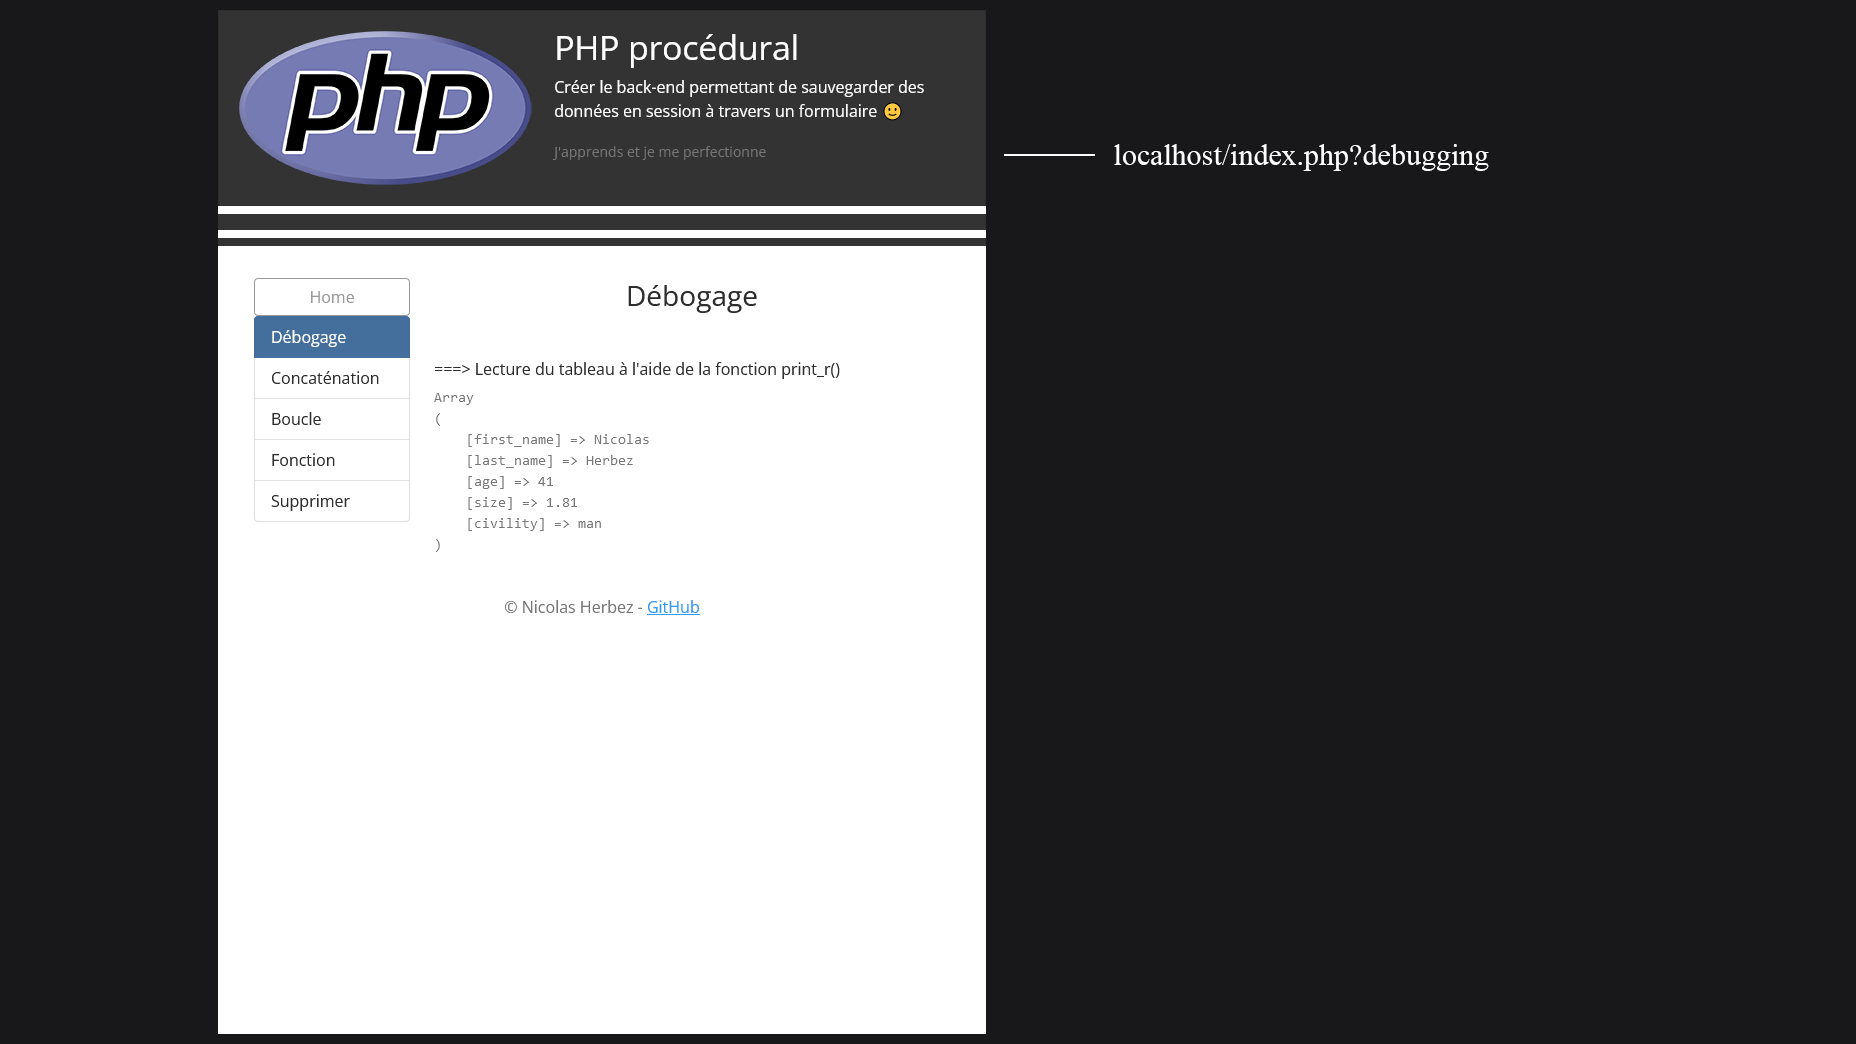 php
PHP procédural
Créer le back-end permettant de sauvegarder des
données en session à travers un formulaire 🙂
J'apprends et je me perfectionne
localhost/index.php?debugging
Home
Débogage
Concaténation
Boucle
Fonction
Supprimer
Débogage
===> Lecture du tableau à l'aide de la fonction print_r()
Array
(
    [first_name] => Nicolas
    [last_name] => Herbez
    [age] => 41
    [size] => 1.81
    [civility] => man
)
© Nicolas Herbez - GitHub